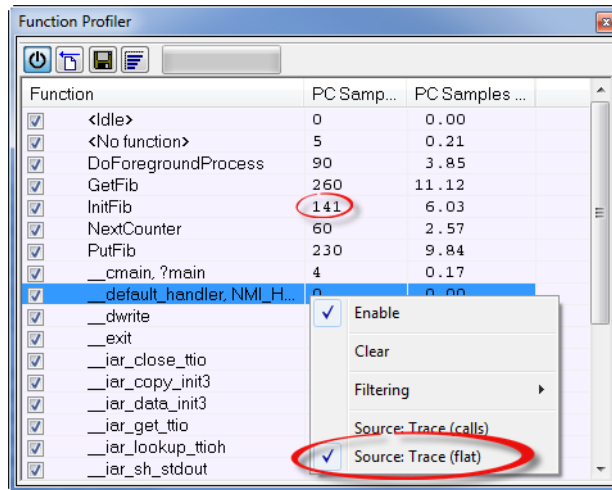 Function Profiler
Function PC Samp... PC Samples ...
<Idle> 0 0.00
<No function> 5 0.21
DoForegroundProcess 90 3.85
GetFib 260 11.12
InitFib 141 6.03
NextCounter 60 2.57
PutFib 230 9.84
__cmain, ?main 4 0.17
__default_handler, NMI_H... 0 0.00
__dwrite
__exit
__iar_close_ttio
__iar_copy_init3
__iar_data_init3
__iar_get_ttio
__iar_lookup_ttioh
__iar_sh_stdout
Enable
Clear
Filtering
Source: Trace (calls)
Source: Trace (flat)